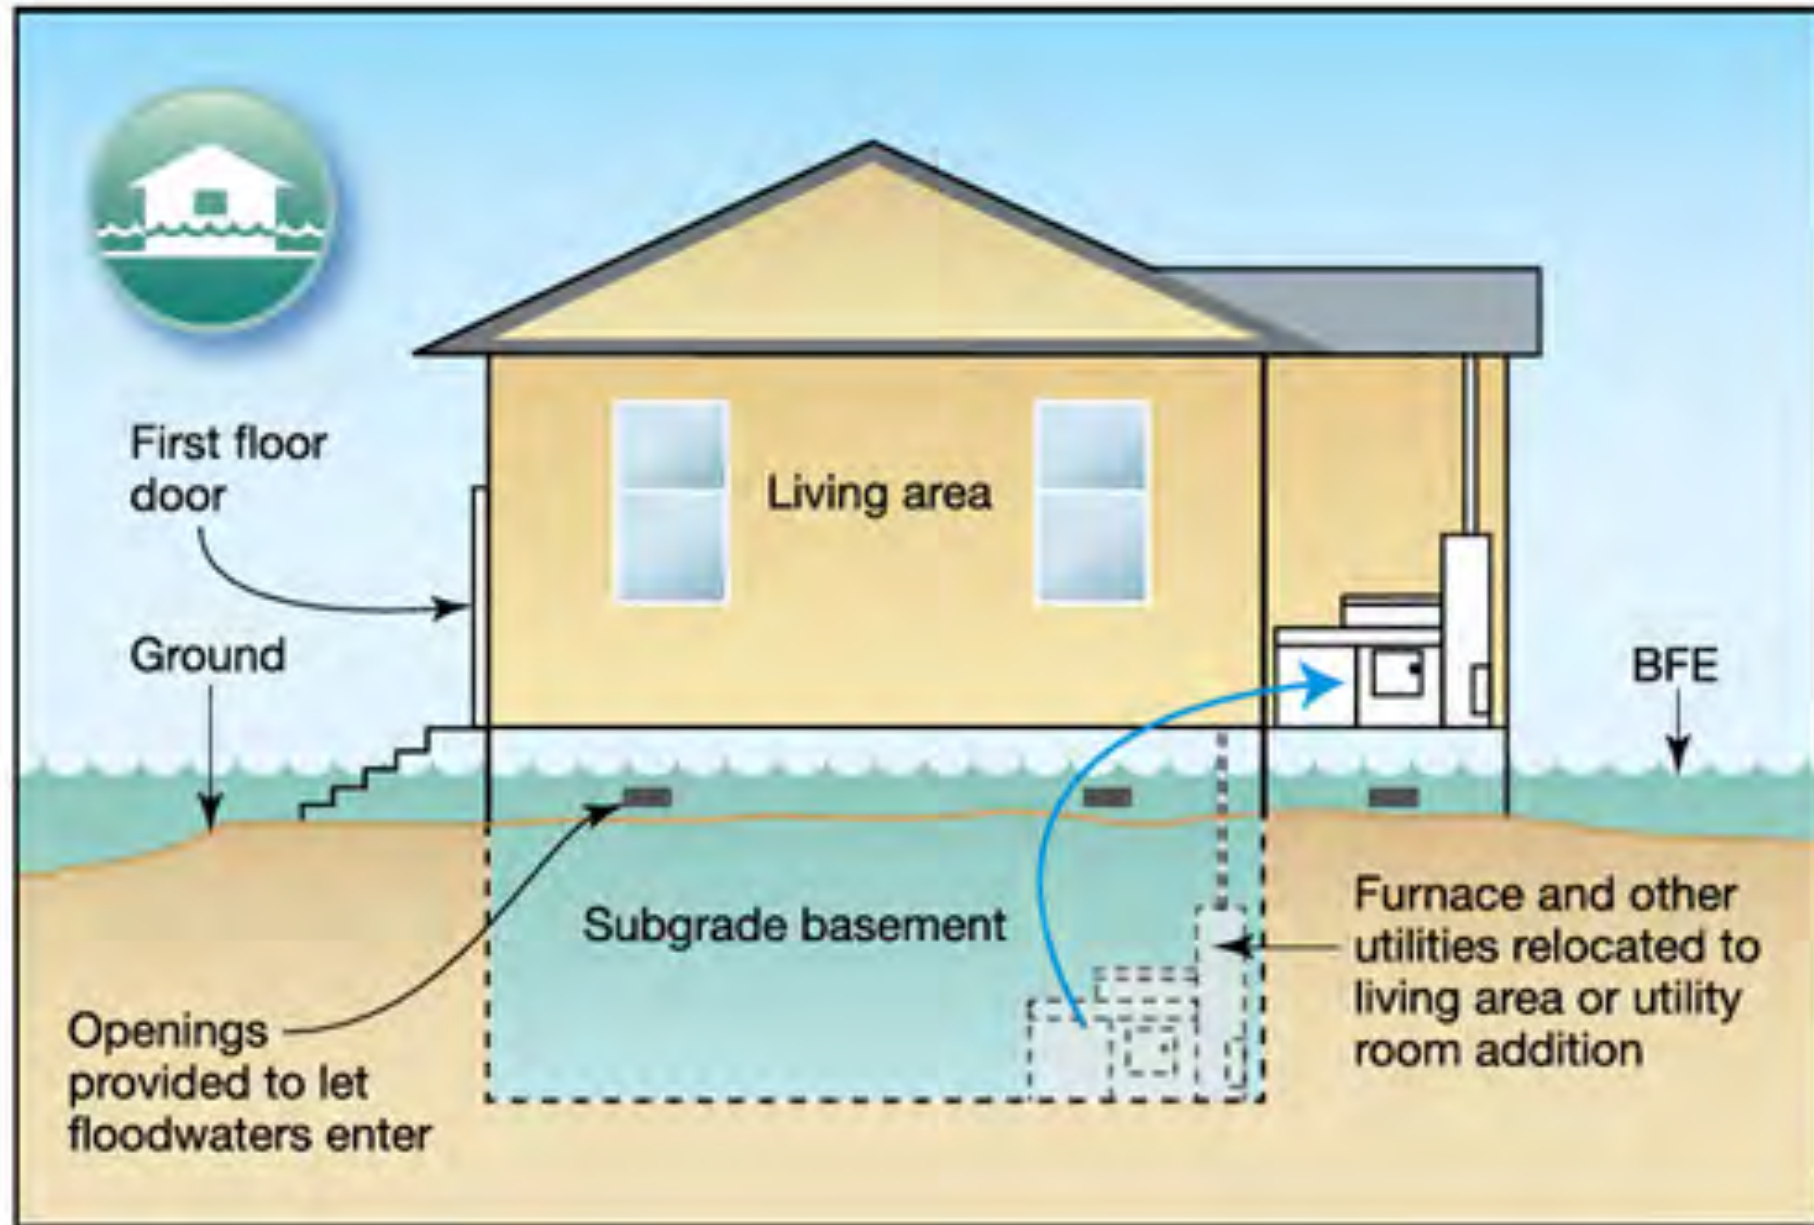 First floor
door
Living area
Ground
BFE
Subgrade basement
Furnace and other
utilities relocated to
living area or utility
room addition
Openings
provided to let
floodwaters enter